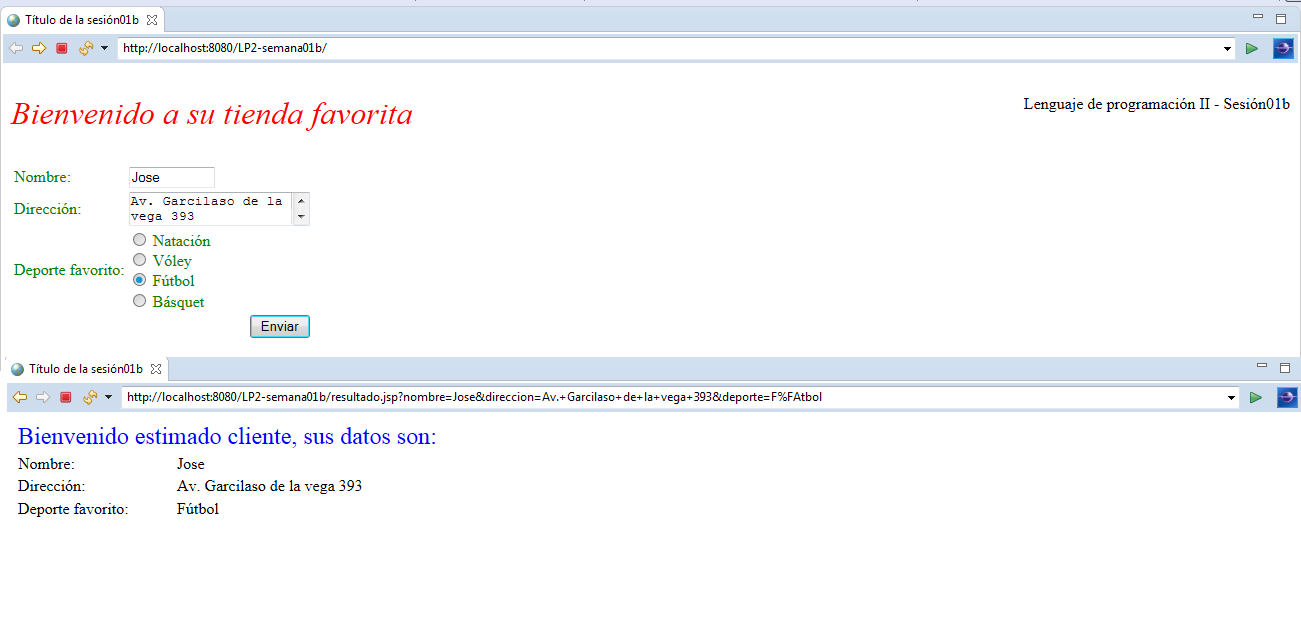 Título de la sesión01b
http://localhost:8080/LP2-semana01b/
Bienvenido a su tienda favorita
Lenguaje de programación II - Sesión01b
Nombre:
Jose
Dirección:
Av. Garcilaso de la
vega 393
Deporte favorito:
Natación
Vóley
Fútbol
Básquet
Enviar
Título de la sesión01b
http://localhost:8080/LP2-semana01b/resultado.jsp?nombre=Jose&direccion=Av.+Garcilaso+de+la+vega+393&deporte=F%FAtbol
Bienvenido estimado cliente, sus datos son:
Nombre: Jose
Dirección: Av. Garcilaso de la vega 393
Deporte favorito: Fútbol